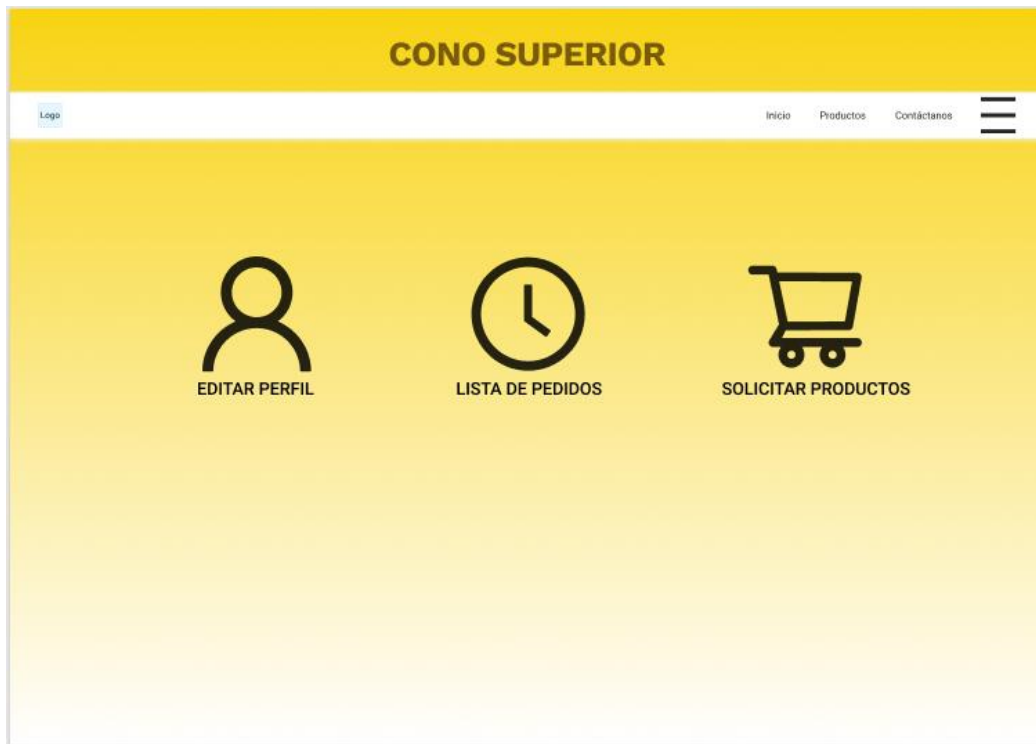 CONO SUPERIOR
Logo
Inicio
Productos
Contáctanos
EDITAR PERFIL
LISTA DE PEDIDOS
SOLICITAR PRODUCTOS